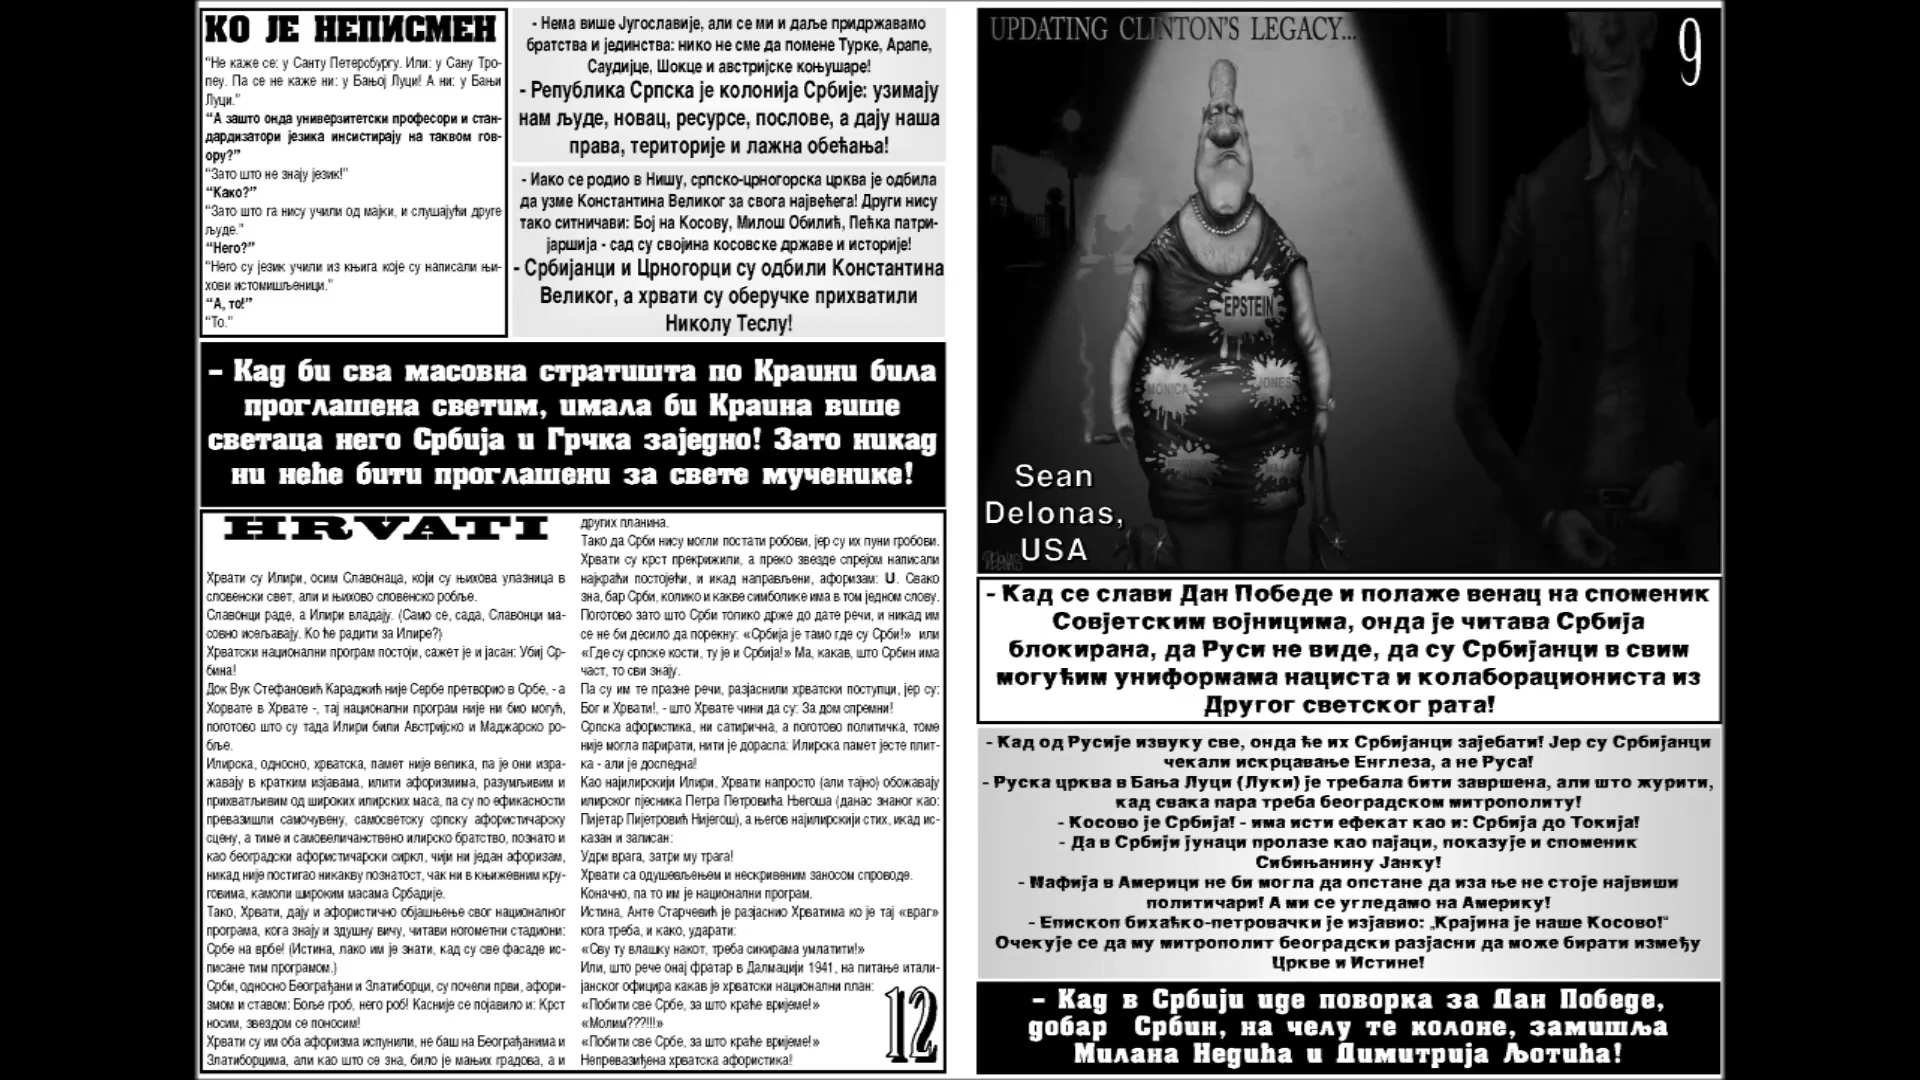 КО ЈЕ НЕПИСМЕН
“Не каже се: у Санту Петеробургу. Или: у Сану Тро-
пеу. Па се не каже ни: у Бањој Луци! А ни: у Бањи
Луци.”
“А зашто онда универзитетски професори и стан-
дардизатори језика инсистирају на таквом гов-
ору?”
“Зато што не знају језик!”
“Како?”
“Зато што га нису учили од мајки, и слушајући друге
људе.”
“Него?”
“Него су језик учили из књига које су написали њи-
хови истомишљеници.”
“А, то!”
“То.”
- Нема више Југославије, али се ми и даље придржавамо
братства и јединства: нико не сме да помене Турке, Арапе,
Саудијце, Шокце и австријске коњушаре!
- Република Српска је колонија Србије: узимају
нам људе, новац, ресурсе, послове, а дају наша
права, територије и лажна обећања!
- Иако се родио в Нишу, српско-црногорска црква је одбила
да узме Константина Великог за свога највећега! Други нису
тако ситничави: Бој на Косову, Милош Обилић, Пећка патри-
јаршија - сад су својина косовске државе и историје!
- Србијанци и Црногорци су одбили Константина
Великог, а хрвати су оберучке прихватили
Николу Теслу!
- Кад би сва масовна стратишта по Краини била
проглашена светим, имала би Краина више
светаца него Србија и Грчка заједно! Зато никад
ни неће бити проглашени за свете мученике!
HRVATI
Хрвати су Илири, осим Славонаца, који су њихова улазница в
словенски свет, али и њихово словенско робље.
Славонци раде, а Илири владају. (Само се, сада, Славонци ма-
совно исељавају. Ко ће радити за Илире?)
Хрватски национални програм постоји, сажет је и јасан: Убиј Ср-
бина!
Док Вук Стефановић Караджић није Сербе претворио в Србе, - а
Хорвате в Хрвате -, тај национални програм није ни био могућ,
поготово што су тада Илири били Австријско и Маджарско ро-
бље.
Илирска, односно, хрватска, памет није велика, па је они изра-
жавају в кратким изјавама, илити афоризмима, разумљивим и
прихватљивим од широких илирских маса, па су по ефикасности
превазишли самочувену, самосветску српску афористичарску
сцену, а тиме и самовеличанствено илирско братство, познато и
као београдски афористичарски сиркл, чији ни један афоризам,
никад није постигао никакву познатост, чак ни в књижевним кру-
говима, камоли широким масама Србадије.
Тако, Хрвати, дају и афористично објашњење свог националног
програма, кога знају и здушну вичу, читави ногометни стадиони:
Србе на врбе! (Истина, лако им је знати, кад су све фасаде ис-
писане тим програмом.)
Срби, односно Београђани и Златиборци, су почели први, афори-
змом и ставом: Боље гроб, него роб! Касније се појавило и: Крст
носим, звездом се поносим!
Хрвати су им оба афоризма испунили, не баш на Београђанима и
Златиборцима, али као што се зна, било је мањих градова, а и
других планина.
Тако да Срби нису могли постати робови, јер су их пуни гробови.
Хрвати су крст прекрижили, а преко звезде спрејом написали
најкраћи постојећи, и икад направљени, афоризам: U. Свако
зна, бар Срби, колико и какве симболике има в том једном слову.
Поготово зато што Срби толико држе до дате речи, и никад им
се не би десило да порекну: «Србија је тамо где су Срби!» или
«Где су српске кости, ту је и Србија!» Ма, какав, што Србин има
част, то сви знају.
Па су им те празне речи, разјаснили хрватски поступци, јер су:
Бог и Хрвати!, - што Хрвате чини да су: За дом спремни!
Српска афористика, ни сатирична, а поготово политичка, томе
није могла парирати, нити је дорасла: Илирска памет јесте плит-
ка - али је доследна!
Као најилирскији Илири, Хрвати напросто (али тајно) обожавају
илирског пјесника Петра Петровића Његоша (данас знаног као:
Пијетар Пијетровић Нијегош), а његов најилирскији стих, икад ис-
казан и записан:
Удри врага, затри му трага!
Хрвати са одушевљењем и нескривеним заносом спроводе.
Коначно, па то им је национални програм.
Истина, Анте Старчевић је разјаснио Хрватима ко је тај «враг»
кога треба, и како, ударати:
«Сву ту влашку накот, треба сикирама умлатити!»
Или, што рече онај фратар в Далмацији 1941, на питање итали-
јанског официра какав је хрватски национални план:
«Побити све Србе, за што краће вријеме!»
«Молим???!!!»
«Побити све Србе, за што краће вријеме!»
Непревазиђена хрватска афористика!
12
UPDATING CLINTON'S LEGACY...
9
EPSTEIN
MONICA
JONES
Sean
Delonas,
USA
- Кад се слави Дан Победе и полаже венац на споменик
Совјетским војницима, онда је читава Србија
блокирана, да Руси не виде, да су Србијанци в свим
могућим униформама нациста и колаборациониста из
Другог светског рата!
- Кад од Русије извуку све, онда ће их Србијанци зајебати! Јер су Србијанци
чекали искрцавање Енглеза, а не Руса!
- Руска црква в Бања Луци (Луки) је требала бити завршена, али што журити,
кад свака пара треба београдском митрополиту!
- Косово је Србија! - има исти ефекат као и: Србија до Токија!
- Да в Србији јунаци пролазе као пајаци, показује и споменик
Сибињанину Јанку!
- Мафија в Америци не би могла да опстане да иза ње не стоје највиши
политичари! А ми се угледамо на Америку!
- Епископ бихаћко-петровачки је изјавио: „Крајина је наше Косово!“
Очекује се да му митрополит београдски разјасни да може бирати између
Цркве и Истине!
- Кад в Србији иде поворка за Дан Победе,
добар Србин, на челу те колоне, замишља
Милана Недића и Димитрија Љотића!